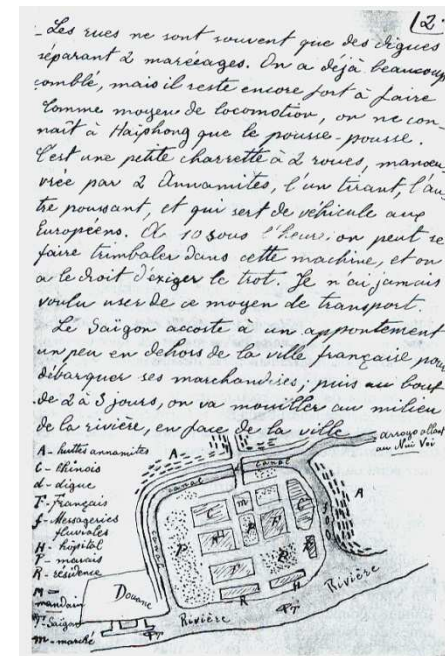 (2
- Les rues ne sont souvent que des digues
séparant 2 marécages. On a déjà beaucoup
comblé, mais il reste encore fort à faire
Comme moyen de locomotion, on ne con-
naît à Haïphong que le pousse-pousse.
C'est une petite charrette à 2 roues, manœu-
vrée par 2 Annamites, l'un tirant, l'au-
tre poussant, et qui sert de véhicule aux
Européens. A 10 sous l'heure on peut se
faire trimbaler dans cette machine, et on
a le droit d'exiger le trot. Je n'ai jamais
voulu user de ce moyen de transport.
Le Saïgon accoste à un appontement
un peu en dehors de la ville française pour
débarquer ses marchandises; puis au bout
de 2 à 3 jours, on va mouiller au milieu
de la rivière, en face de la ville
arroyo allant
au Nui Voi
A - huttes annamites
C - chinois
d - digue
F - Français
f - Messageries
fluviales
H - hôpital
P - marais
R - résidence
M =
mandarin
Saïgon
m - marché
A
canal
canal
canal
A
m
C
Douane
R
H
Rivière
Rivière